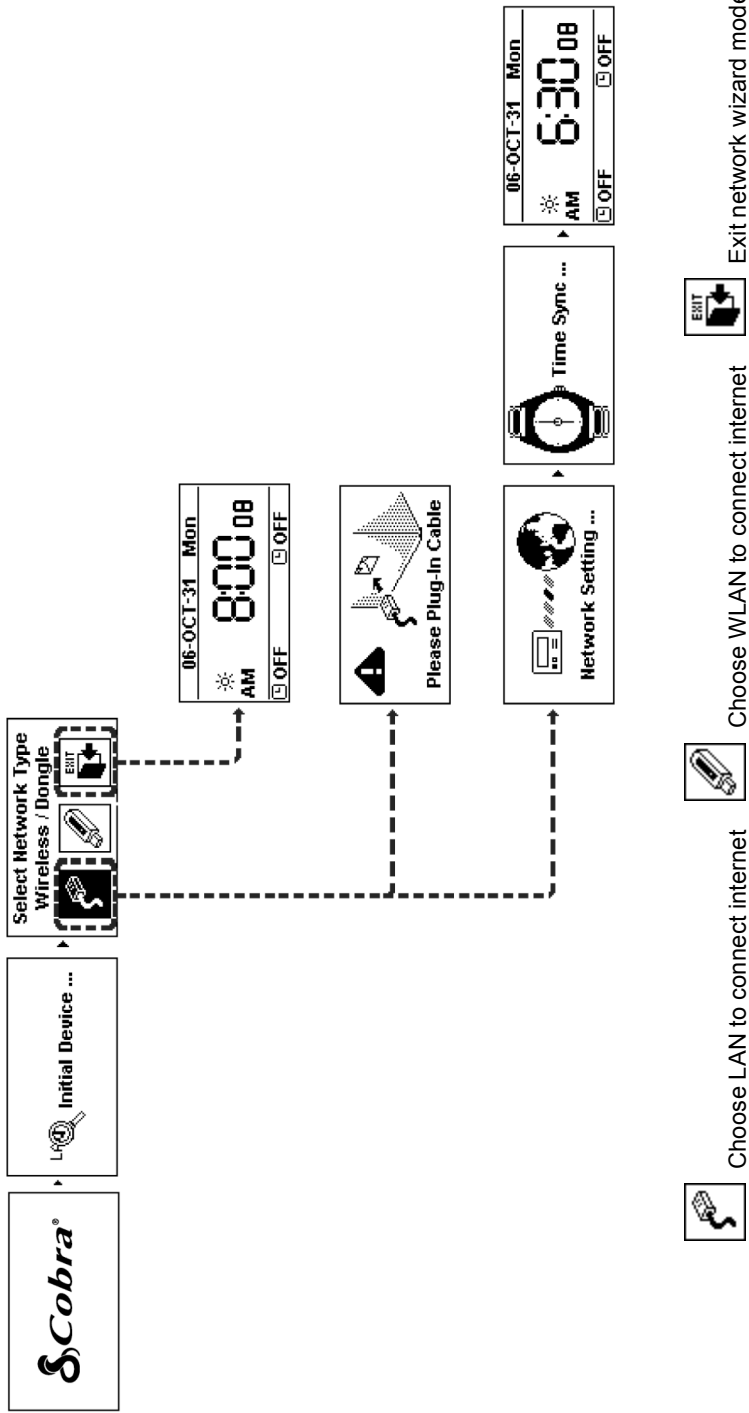 Cobra®
Initial Device ...
Select Network Type
Wireless / Dongle
EXIT
06-OCT-31 Mon
AM 8:00 08
OFF OFF
Please Plug-In Cable
Network Setting ...
Time Sync ...
06-OCT-31 Mon
AM 6:30 08
OFF OFF
Choose LAN to connect internet
Choose WLAN to connect internet
EXIT
Exit network wizard mode